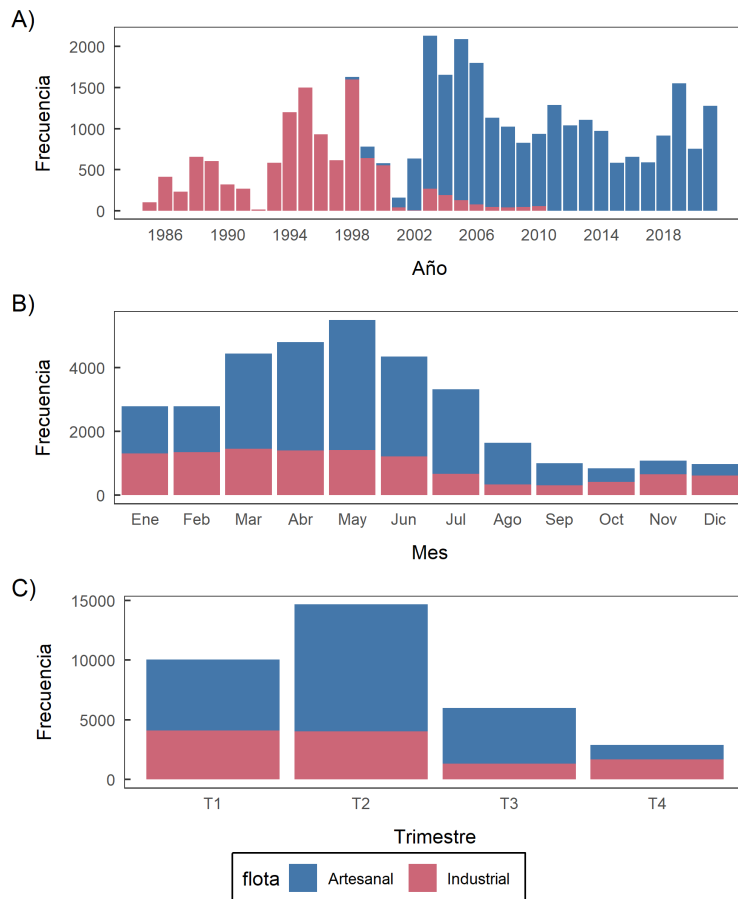 A)
Frecuencia
2000
1500
1000
500
0
1986 1990 1994 1998 2002 2006 2010 2014 2018
Año
B)
Frecuencia
4000
2000
0
Ene Feb Mar Abr May Jun Jul Ago Sep Oct Nov Dic
Mes
C)
Frecuencia
15000
10000
5000
0
T1 T2 T3 T4
Trimestre
flota Artesanal Industrial